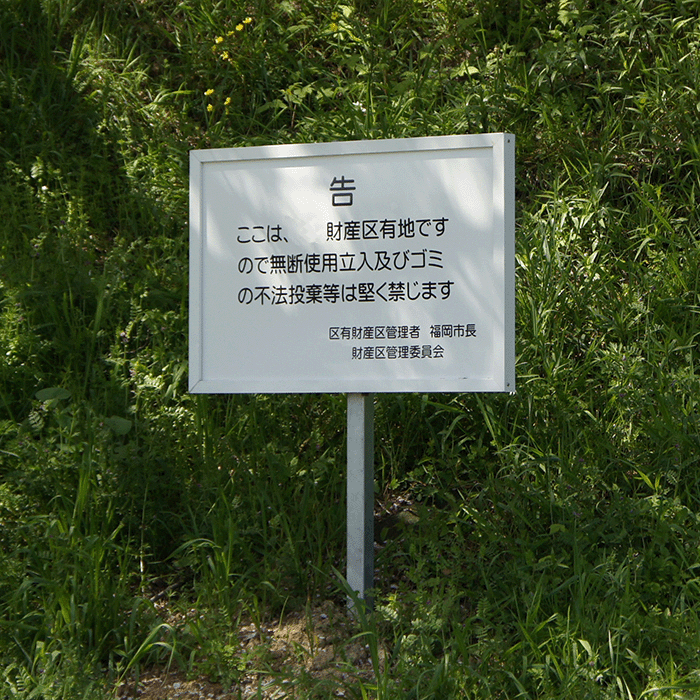 告
ここは、 財産区有地です
ので無断使用立入及びゴミ
の不法投棄等は堅く禁じます
区有財産区管理者 福岡市長
財産区管理委員会